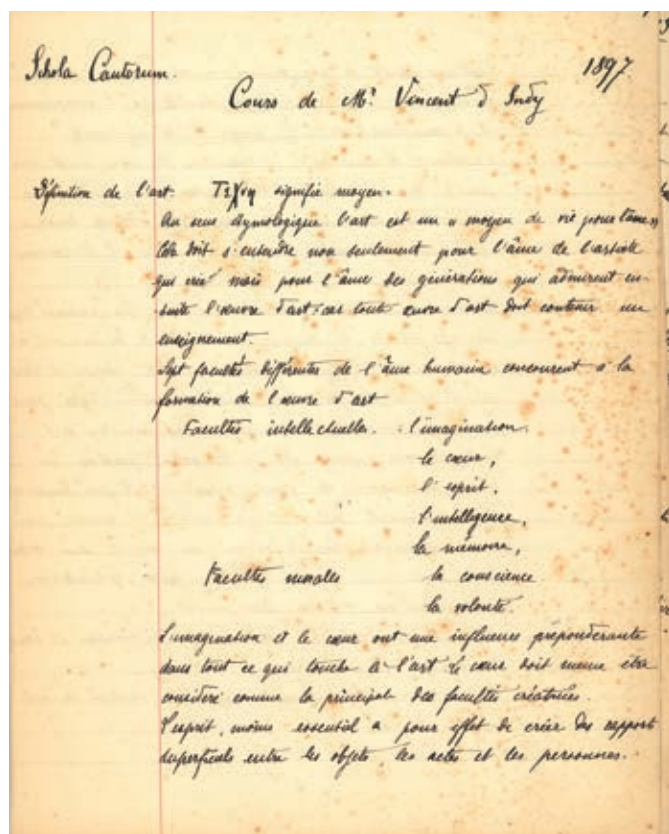 Schola Cantorum.
1897
Cours de Mr Vincent d'Indy
Définition de l'art. Τέχνη signifie moyen.
Au sens étymologique l'art est un "moyen de vie pour l'âme"
Cela doit s'entendre non seulement pour l'âme de l'artiste
qui crée mais pour l'âme des générations qui admirent en-
suite l'œuvre d'art; car toute œuvre d'art doit contenir un
enseignement.
Sept facultés différentes de l'âme humaine concourent à la
formation de l'œuvre d'art
Facultés intellectuelles. l'imagination.
le cœur,
l'esprit,
l'intelligence,
la mémoire,
Facultés morales la conscience
la volonté.
L'imagination et le cœur ont une influence prépondérante
dans tout ce qui touche à l'art le cœur doit même être
considéré comme la principal des facultés créatrices.
L'esprit, moins essentiel a pour effet de créer des rapport
superficiels entre les objets, les actes et les personnes.